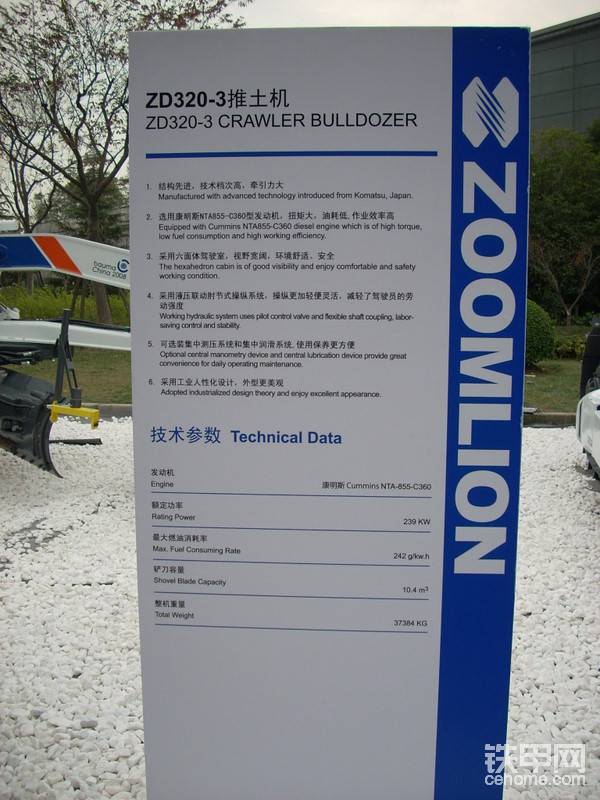 ZD320-3推土机
ZD320-3 CRAWLER BULLDOZER
1. 结构先进，技术档次高，牵引力大
Manufactured with advanced technology introduced from Komatsu, Japan.
2. 选用康明斯NTA855-C360型发动机，扭矩大，油耗低,作业效率高
Equipped with Cummins NTA855-C360 diesel engine which is of high torque,
low fuel consumption and high working efficiency.
3. 采用六面体驾驶室，视野宽阔，环境舒适、安全
The hexahedron cabin is of good visibility and enjoy comfortable and safety
working condition.
4. 采用液压联动肘节式操纵系统，操纵更加轻便灵活，减轻了驾驶员的劳
动强度
Working hydraulic system uses pilot control valve and flexible shaft coupling, labor-
saving control and stability.
5. 可选装集中测压系统和集中润滑系统,使用保养更方便
Optional central manometry device and central lubrication device provide great
convenience for daily operating maintenance.
6. 采用工业人性化设计，外型更美观
Adopted industrialized design theory and enjoy excellent appearance.
技术参数 Technical Data
发动机
Engine 康明斯 Cummins NTA-855-C360
额定功率
Rating Power 239 KW
最大燃油消耗率
Max. Fuel Consuming Rate 242 g/kw.h
铲刀容量
Shovel Blade Capacity 10.4 m³
整机重量
Total Weight 37384 KG
ZOOMLION
bauma
China 2008
铁甲网
cehome.com